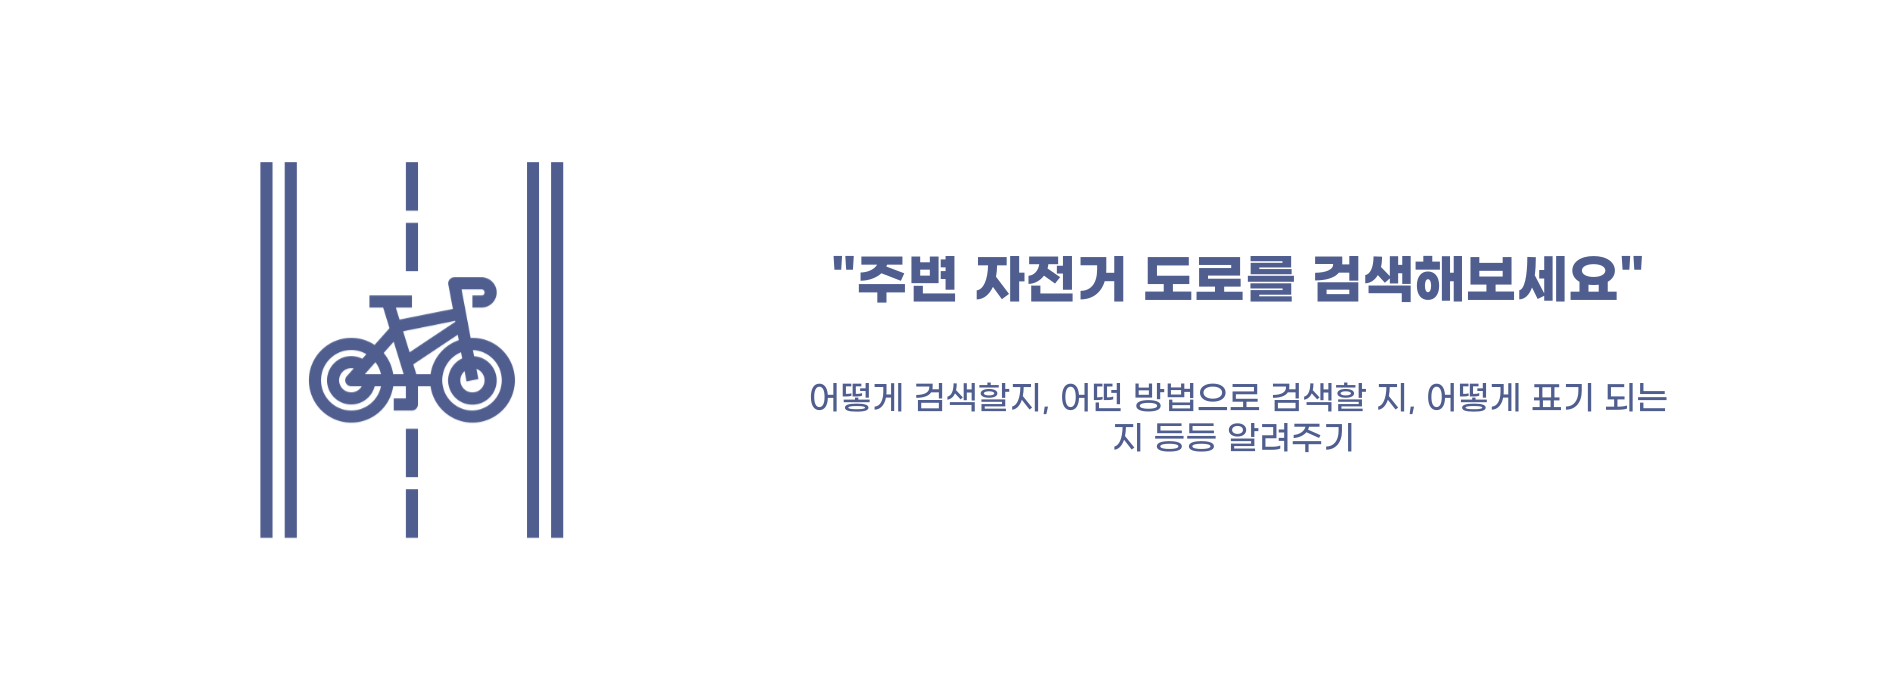 "주변 자전거 도로를 검색해보세요"
어떻게 검색할지, 어떤 방법으로 검색할 지, 어떻게 표기 되는
지 등등 알려주기